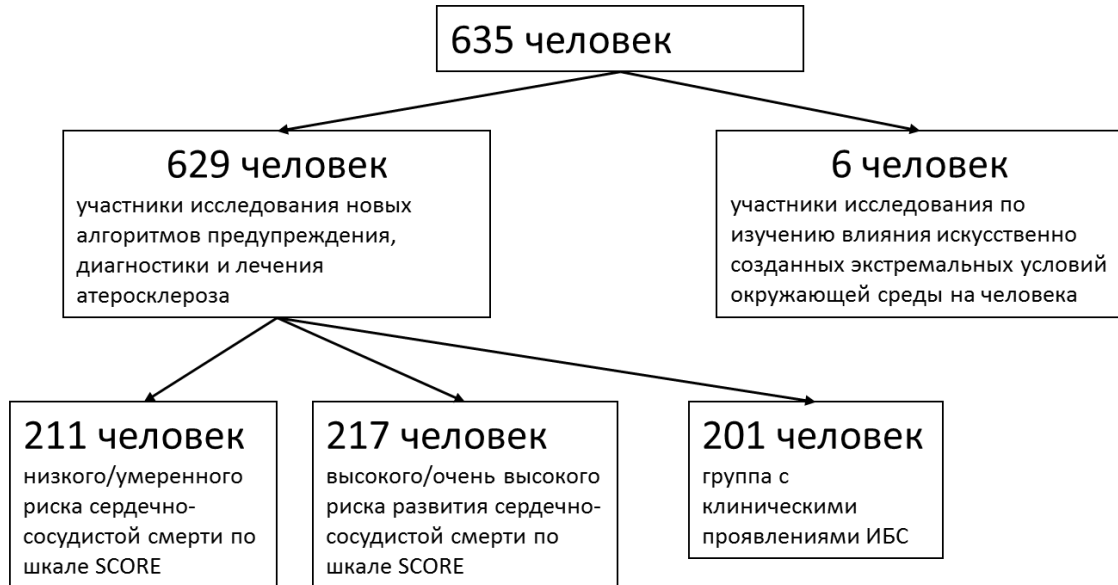 635 человек
629 человек
участники исследования новых
алгоритмов предупреждения,
диагностики и лечения
атеросклероза
6 человек
участники исследования по
изучению влияния искусственно
созданных экстремальных условий
окружающей среды на человека
211 человек
низкого/умеренного
риска сердечно-
сосудистой смерти по
шкале SCORE
217 человек
высокого/очень высокого
риска развития сердечно-
сосудистой смерти по
шкале SCORE
201 человек
группа с
клиническими
проявлениями ИБС